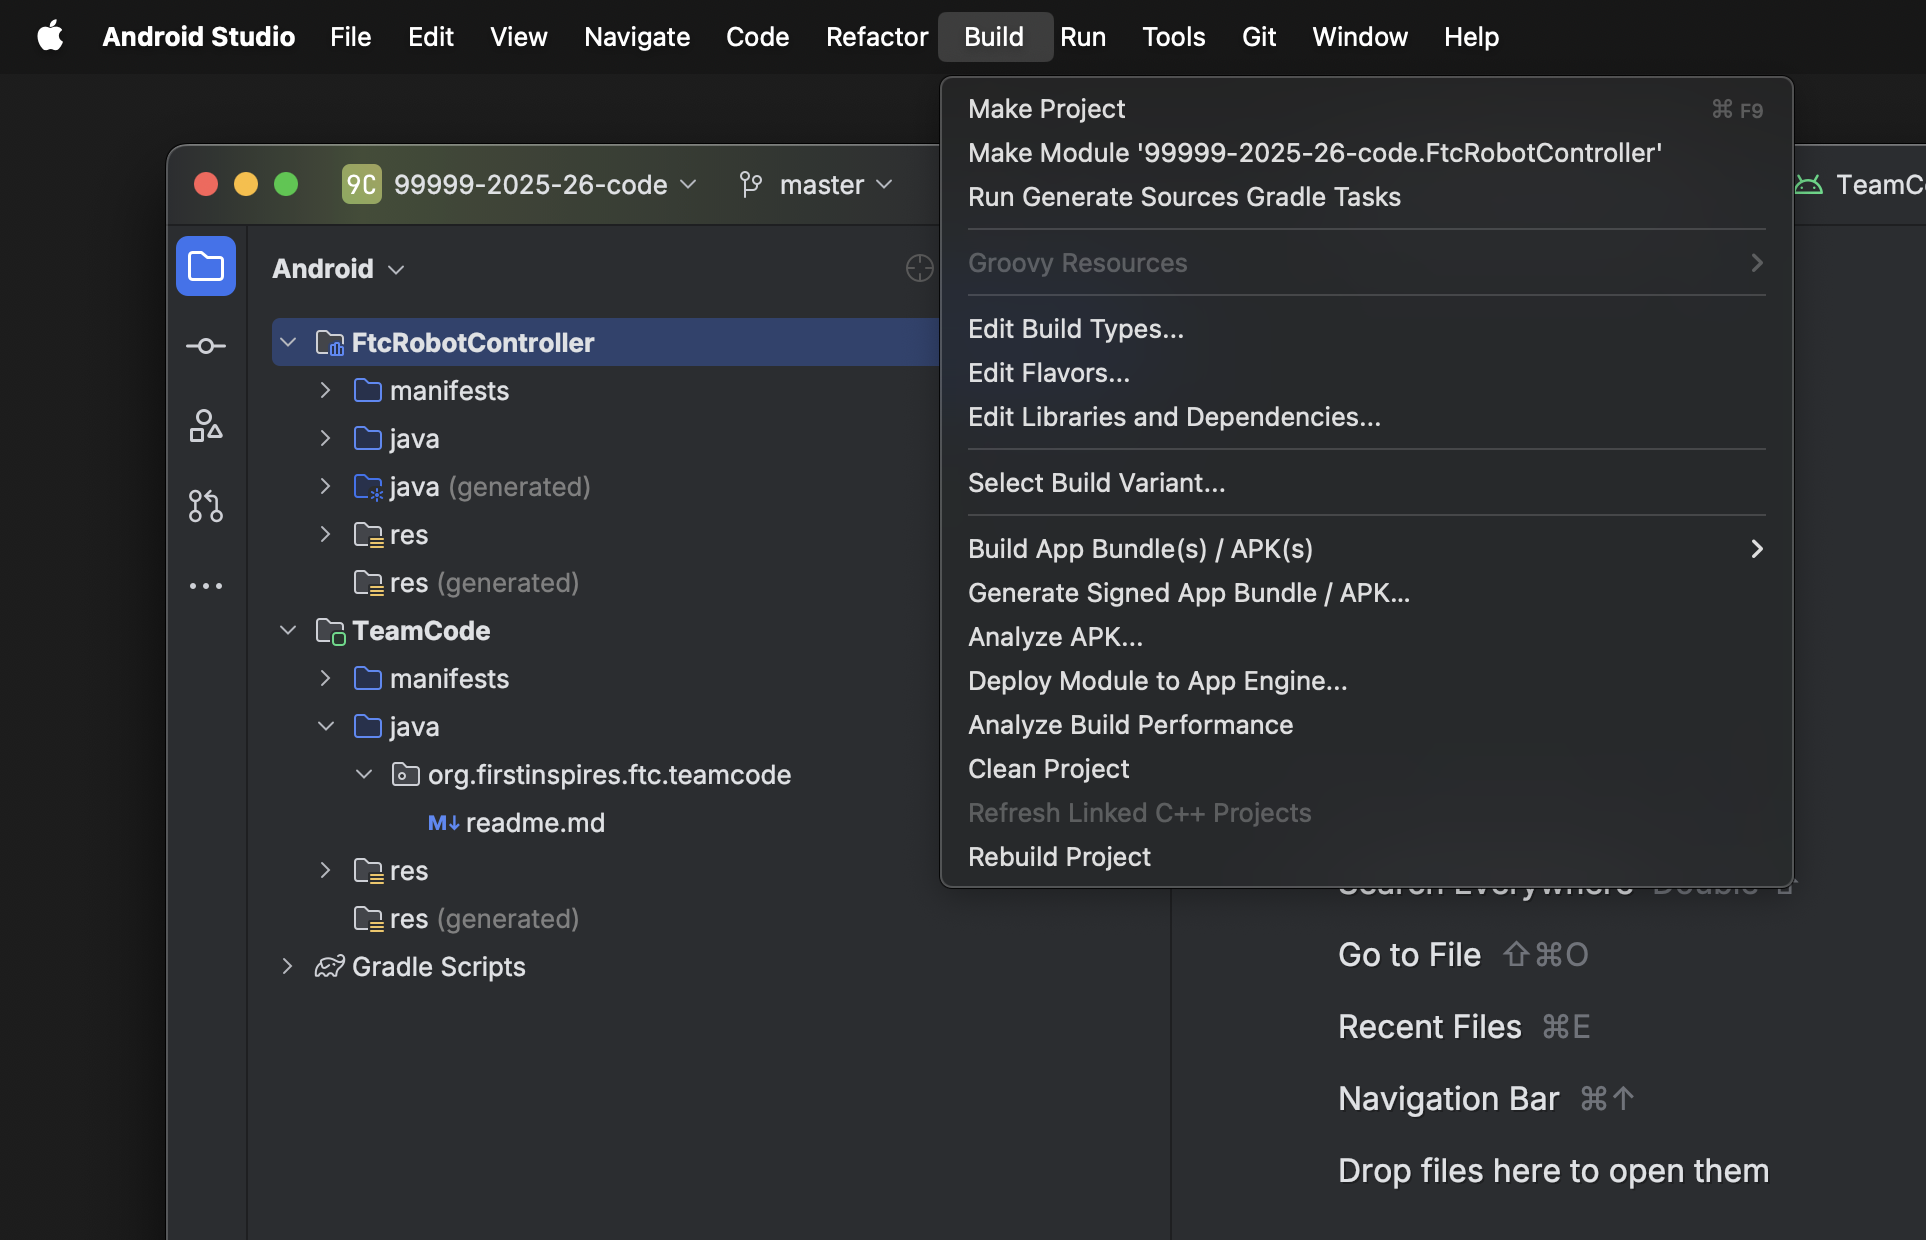 Android Studio File Edit View Navigate Code Refactor Build Run Tools Git Window Help
Make Project ⌘ F9
Make Module '99999-2025-26-code.FtcRobotController'
Run Generate Sources Gradle Tasks
Groovy Resources
Edit Build Types...
Edit Flavors...
Edit Libraries and Dependencies...
Select Build Variant...
Build App Bundle(s) / APK(s)
Generate Signed App Bundle / APK...
Analyze APK...
Deploy Module to App Engine...
Analyze Build Performance
Clean Project
Refresh Linked C++ Projects
Rebuild Project
9C 99999-2025-26-code master
Android
FtcRobotController
manifests
java
java (generated)
res
res (generated)
TeamCode
manifests
java
org.firstinspires.ftc.teamcode
M↓ readme.md
res
res (generated)
Gradle Scripts
TeamC
Search Everywhere Double ⇧
Go to File ⇧⌘O
Recent Files ⌘E
Navigation Bar ⌘↑
Drop files here to open them